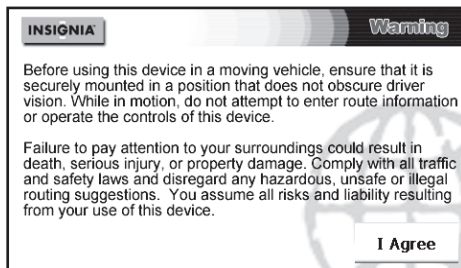 INSIGNIA
Warning
Before using this device in a moving vehicle, ensure that it is
securely mounted in a position that does not obscure driver
vision. While in motion, do not attempt to enter route information
or operate the controls of this device.
Failure to pay attention to your surroundings could result in
death, serious injury, or property damage. Comply with all traffic
and safety laws and disregard any hazardous, unsafe or illegal
routing suggestions. You assume all risks and liability resulting
from your use of this device.
I Agree